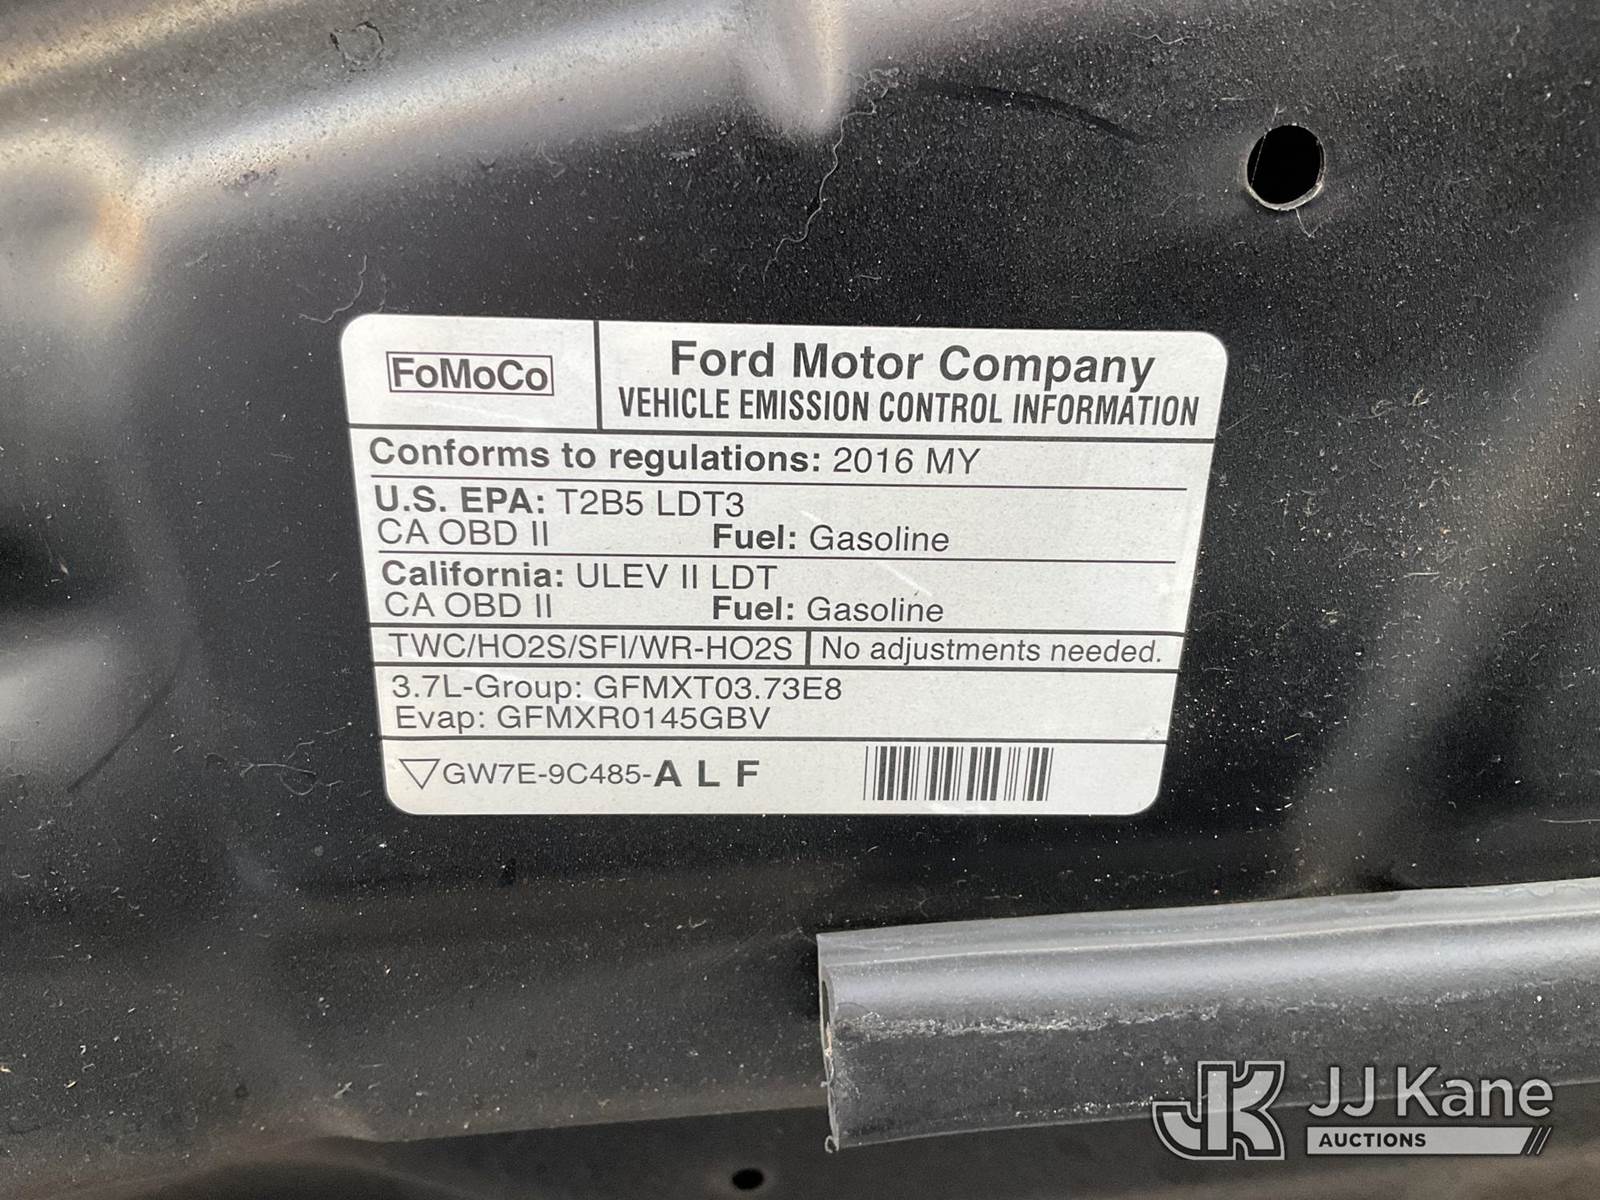 FoMoCo
Ford Motor Company
VEHICLE EMISSION CONTROL INFORMATION
Conforms to regulations: 2016 MY
U.S. EPA: T2B5 LDT3
CA OBD II Fuel: Gasoline
California: ULEV II LDT
CA OBD II Fuel: Gasoline
TWC/HO2S/SFI/WR-HO2S No adjustments needed.
3.7L-Group: GFMXT03.73E8
Evap: GFMXR0145GBV
GW7E-9C485-A L F
JK JJ Kane
AUCTIONS